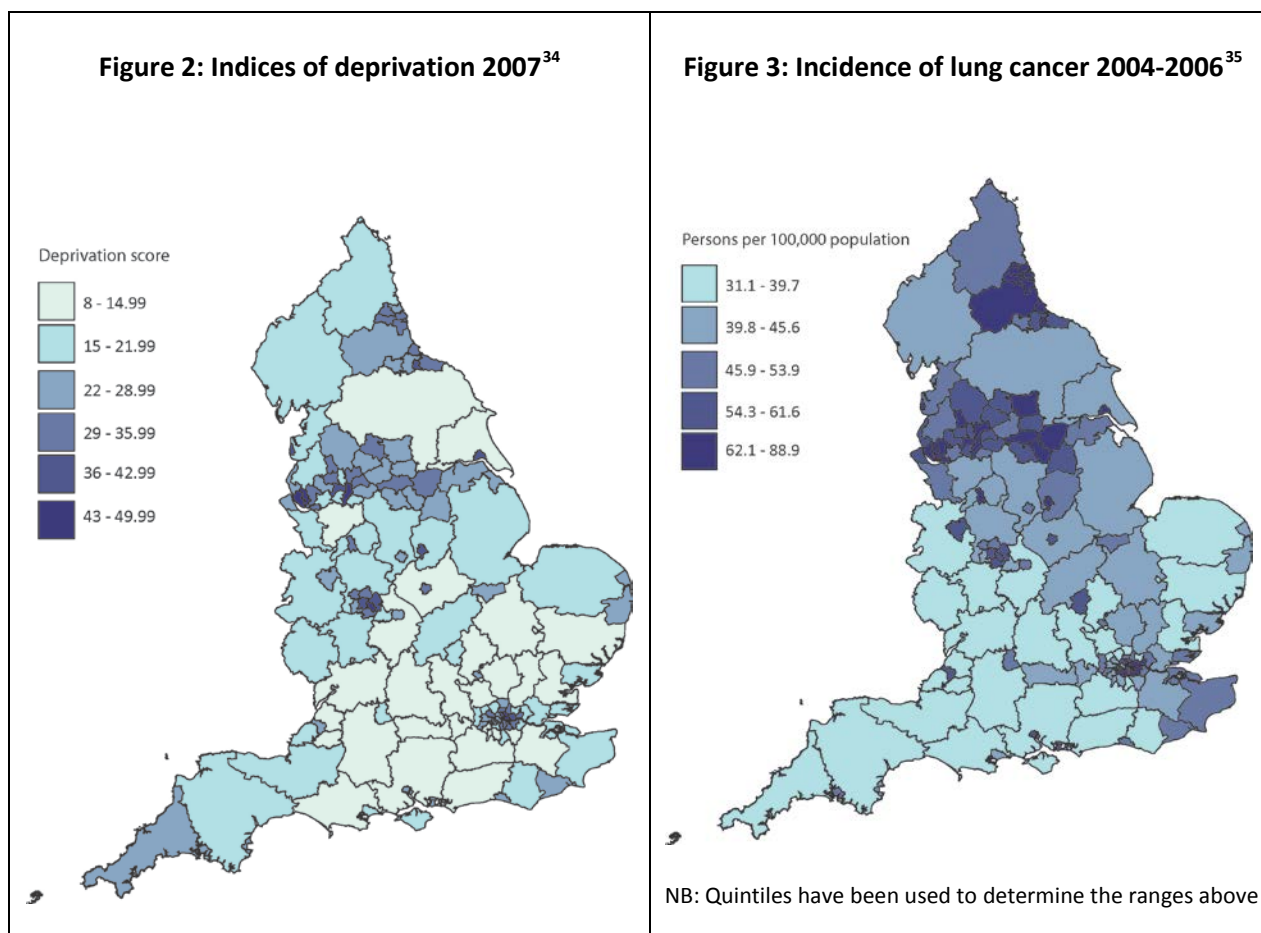 Figure 2: Indices of deprivation 2007³⁴
Deprivation score
8 - 14.99
15 - 21.99
22 - 28.99
29 - 35.99
36 - 42.99
43 - 49.99
Figure 3: Incidence of lung cancer 2004-2006³⁵
Persons per 100,000 population
31.1 - 39.7
39.8 - 45.6
45.9 - 53.9
54.3 - 61.6
62.1 - 88.9
NB: Quintiles have been used to determine the ranges above